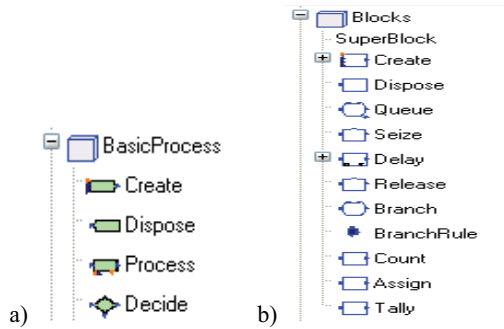 a)
BasicProcess
Create
Dispose
Process
Decide
b)
Blocks
SuperBlock
Create
Dispose
Queue
Seize
Delay
Release
Branch
BranchRule
Count
Assign
Tally